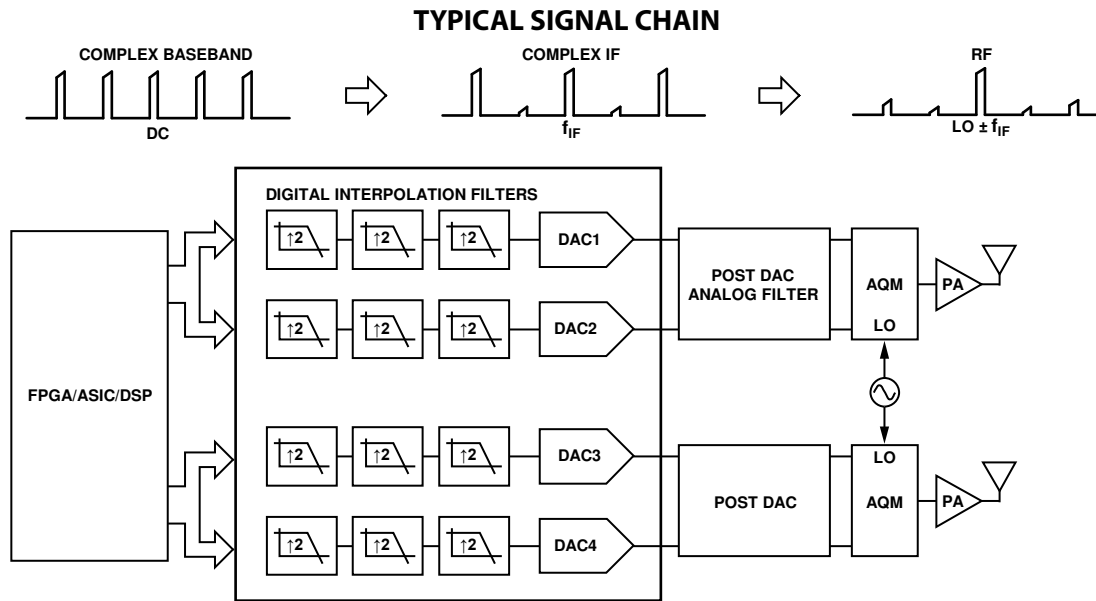 TYPICAL SIGNAL CHAIN
COMPLEX BASEBAND
COMPLEX IF
RF
DC
fIF
LO ± fIF
DIGITAL INTERPOLATION FILTERS
↑2
↑2
↑2
DAC1
↑2
↑2
↑2
DAC2
POST DAC
ANALOG FILTER
AQM
LO
PA
FPGA/ASIC/DSP
↑2
↑2
↑2
DAC3
↑2
↑2
↑2
DAC4
POST DAC
LO
AQM
PA